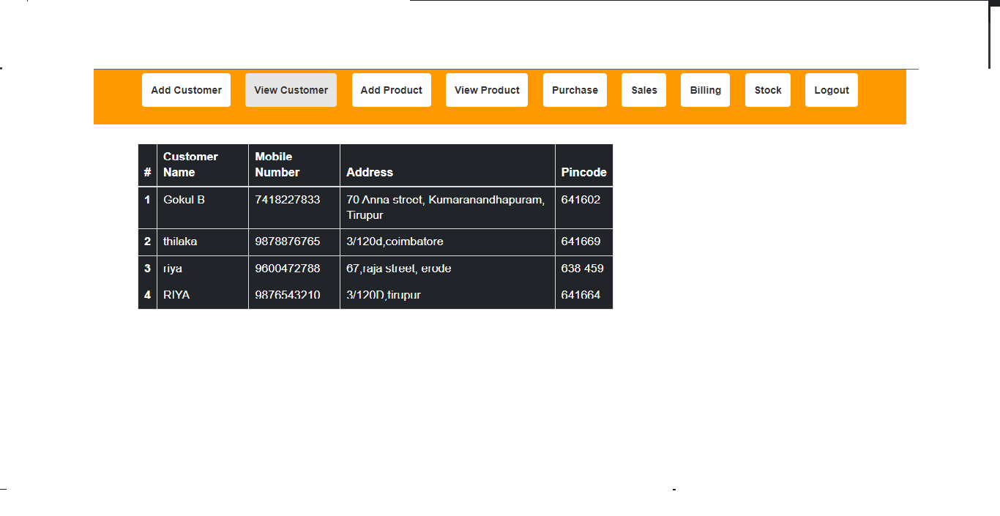 Add Customer View Customer Add Product View Product Purchase Sales Billing Stock Logout
# Customer Name Mobile Number Address Pincode
1 Gokul B 7418227833 70 Anna street, Kumaranandhapuram, Tirupur 641602
2 thilaka 9878876765 3/120d,coimbatore 641669
3 riya 9600472788 67,raja street, erode 638 459
4 RIYA 9876543210 3/120D,tirupur 641664